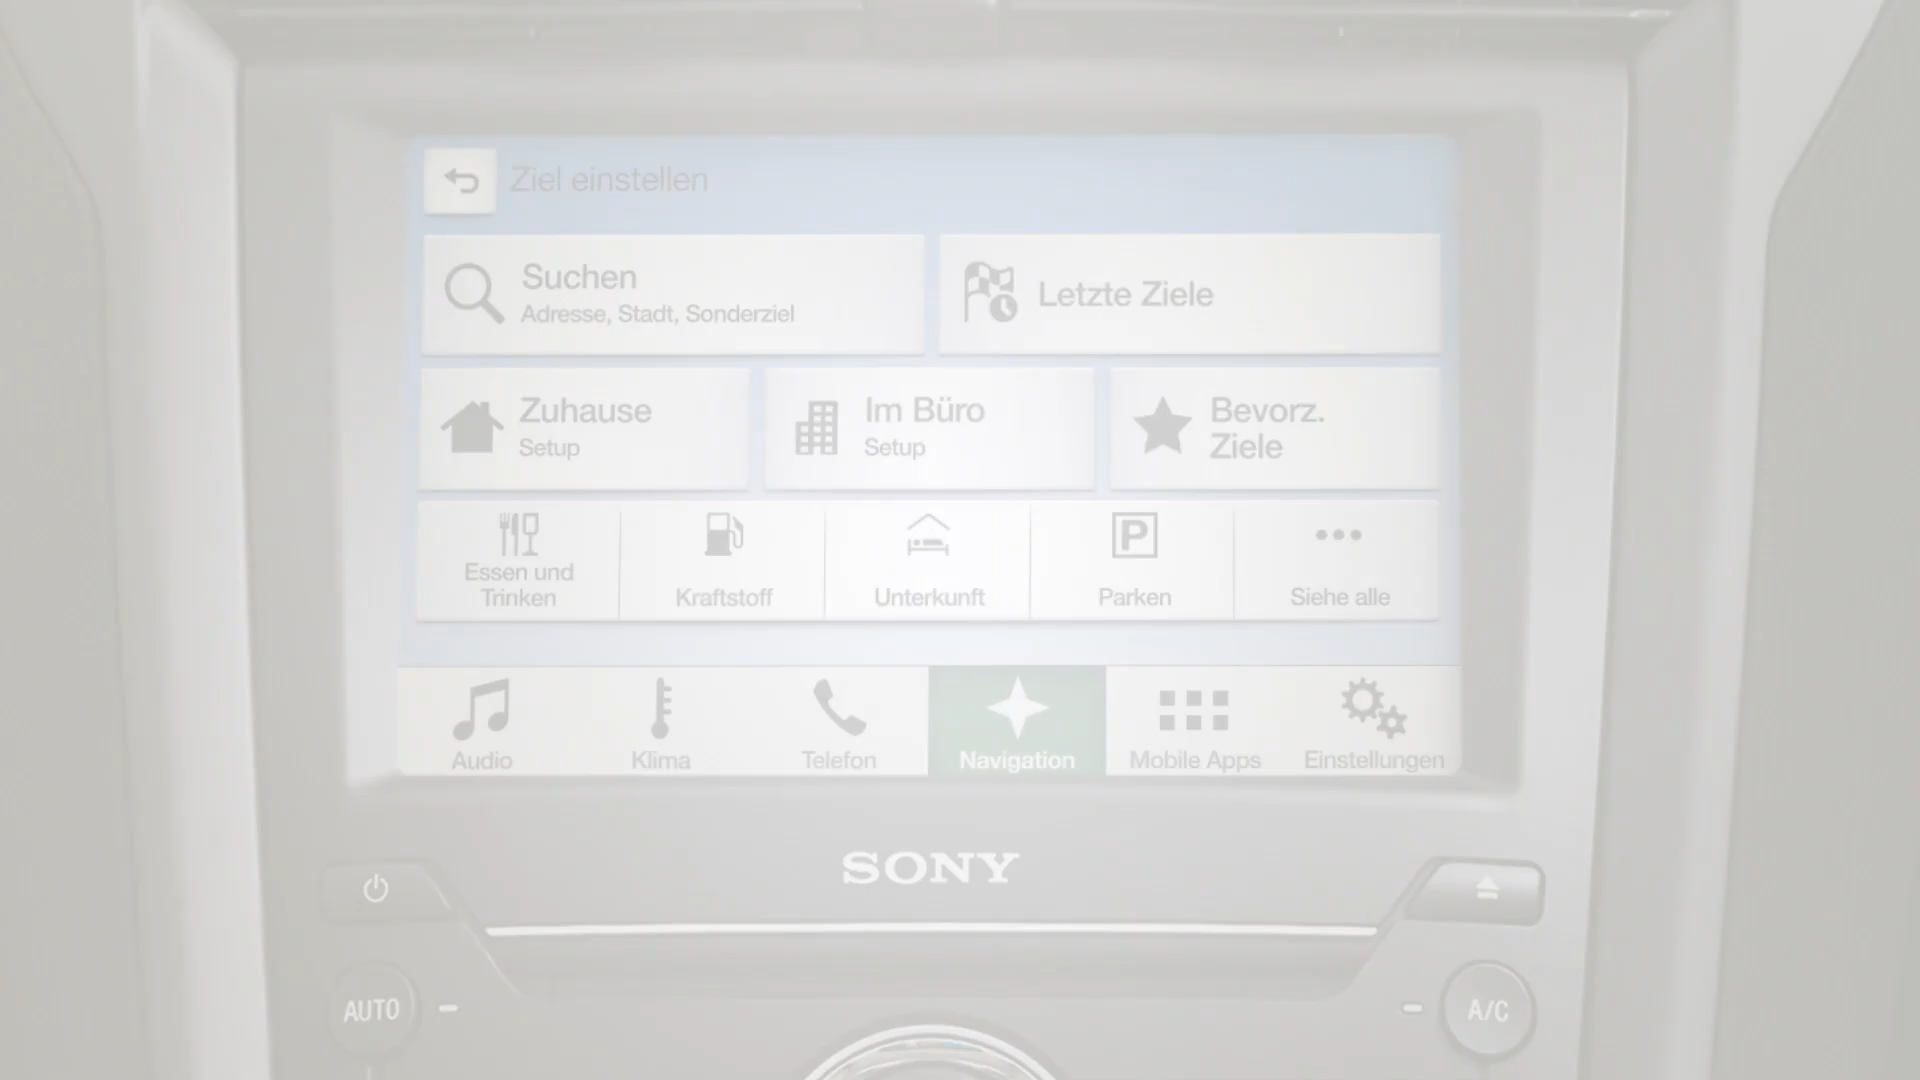 Ziel einstellen
Suchen
Adresse, Stadt, Sonderziel
Letzte Ziele
Zuhause
Setup
Im Büro
Setup
Bevorz.
Ziele
Essen und
Trinken
Kraftstoff
Unterkunft
P
Parken
Siehe alle
Audio
Klima
Telefon
Navigation
Mobile Apps
Einstellungen
SONY
AUTO
A/C